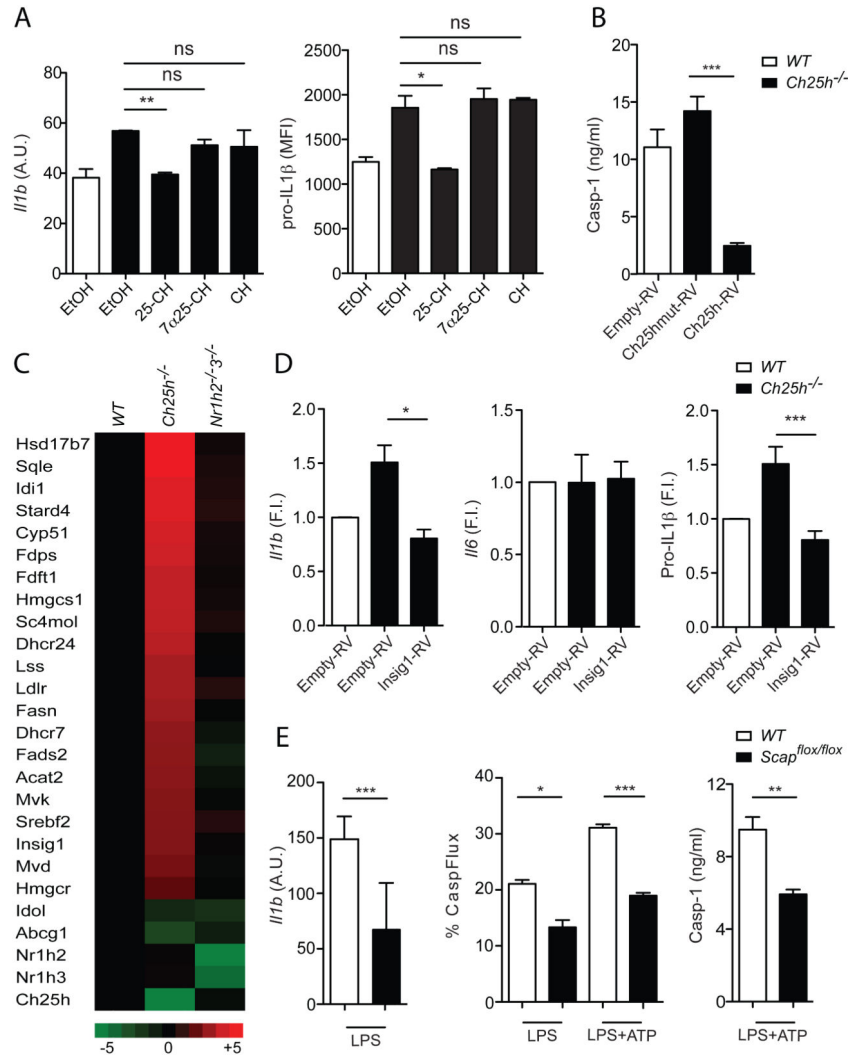 A
ns
ns
**
Il1b (A.U.)
80
60
40
20
0
EtOH
EtOH
25-CH
7α25-CH
CH
ns
ns
*
pro-IL1β (MFI)
2500
2000
1500
1000
500
0
EtOH
EtOH
25-CH
7α25-CH
CH
B
WT
Ch25h-/-
***
Casp-1 (ng/ml)
20
15
10
5
0
Empty-RV
Ch25hmut-RV
Ch25h-RV
C
WT
Ch25h-/-
Nr1h2-/-3-/-
Hsd17b7
Sqle
Idi1
Stard4
Cyp51
Fdps
Fdft1
Hmgcs1
Sc4mol
Dhcr24
Lss
Ldlr
Fasn
Dhcr7
Fads2
Acat2
Mvk
Srebf2
Insig1
Mvd
Hmgcr
Idol
Abcg1
Nr1h2
Nr1h3
Ch25h
-5 0 +5
D
WT
Ch25h-/-
*
Il1b (F.I.)
2.0
1.5
1.0
0.5
0.0
Empty-RV
Empty-RV
Insig1-RV
Il6 (F.I.)
1.5
1.0
0.5
0.0
Empty-RV
Empty-RV
Insig1-RV
***
Pro-IL1β (F.I.)
2.0
1.5
1.0
0.5
0.0
Empty-RV
Empty-RV
Insig1-RV
E
WT
Scap flox/flox
***
Il1b (A.U.)
200
150
100
50
0
LPS
*
***
% CaspFlux
40
30
20
10
0
LPS
LPS+ATP
**
Casp-1 (ng/ml)
12
9
6
3
0
LPS+ATP